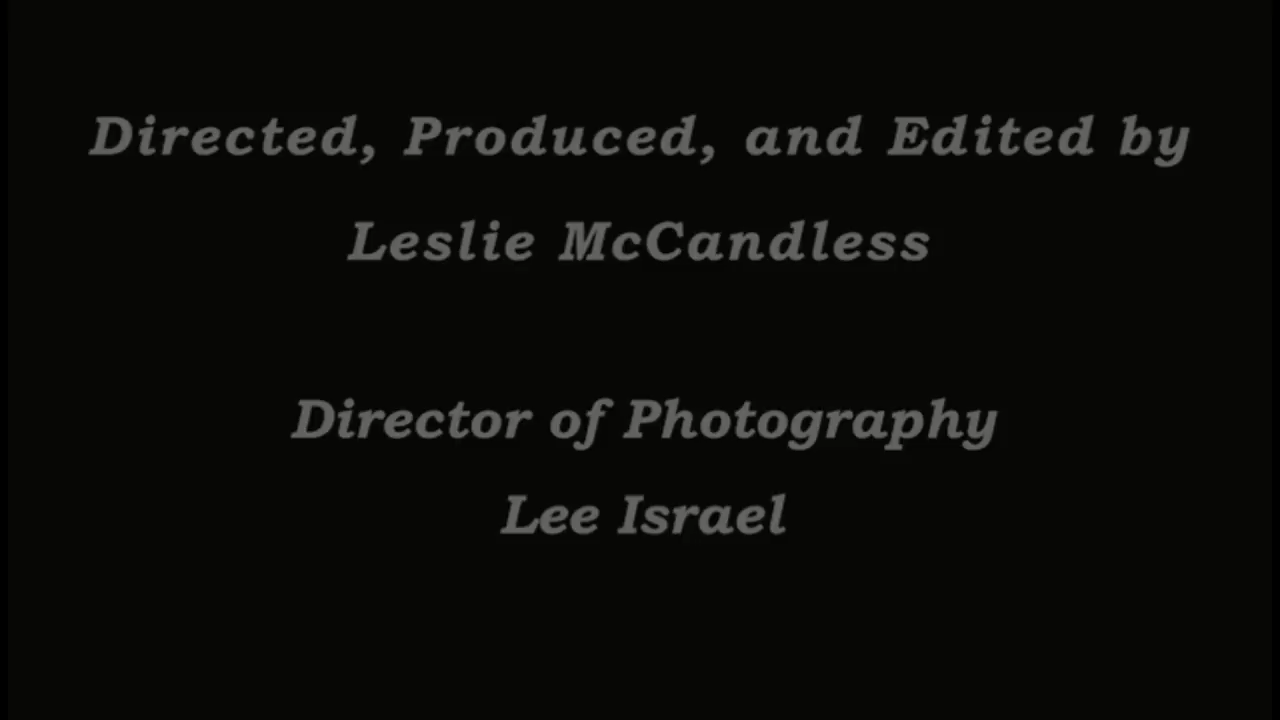 Directed, Produced, and Edited by
Leslie McCandless
Director of Photography
Lee Israel